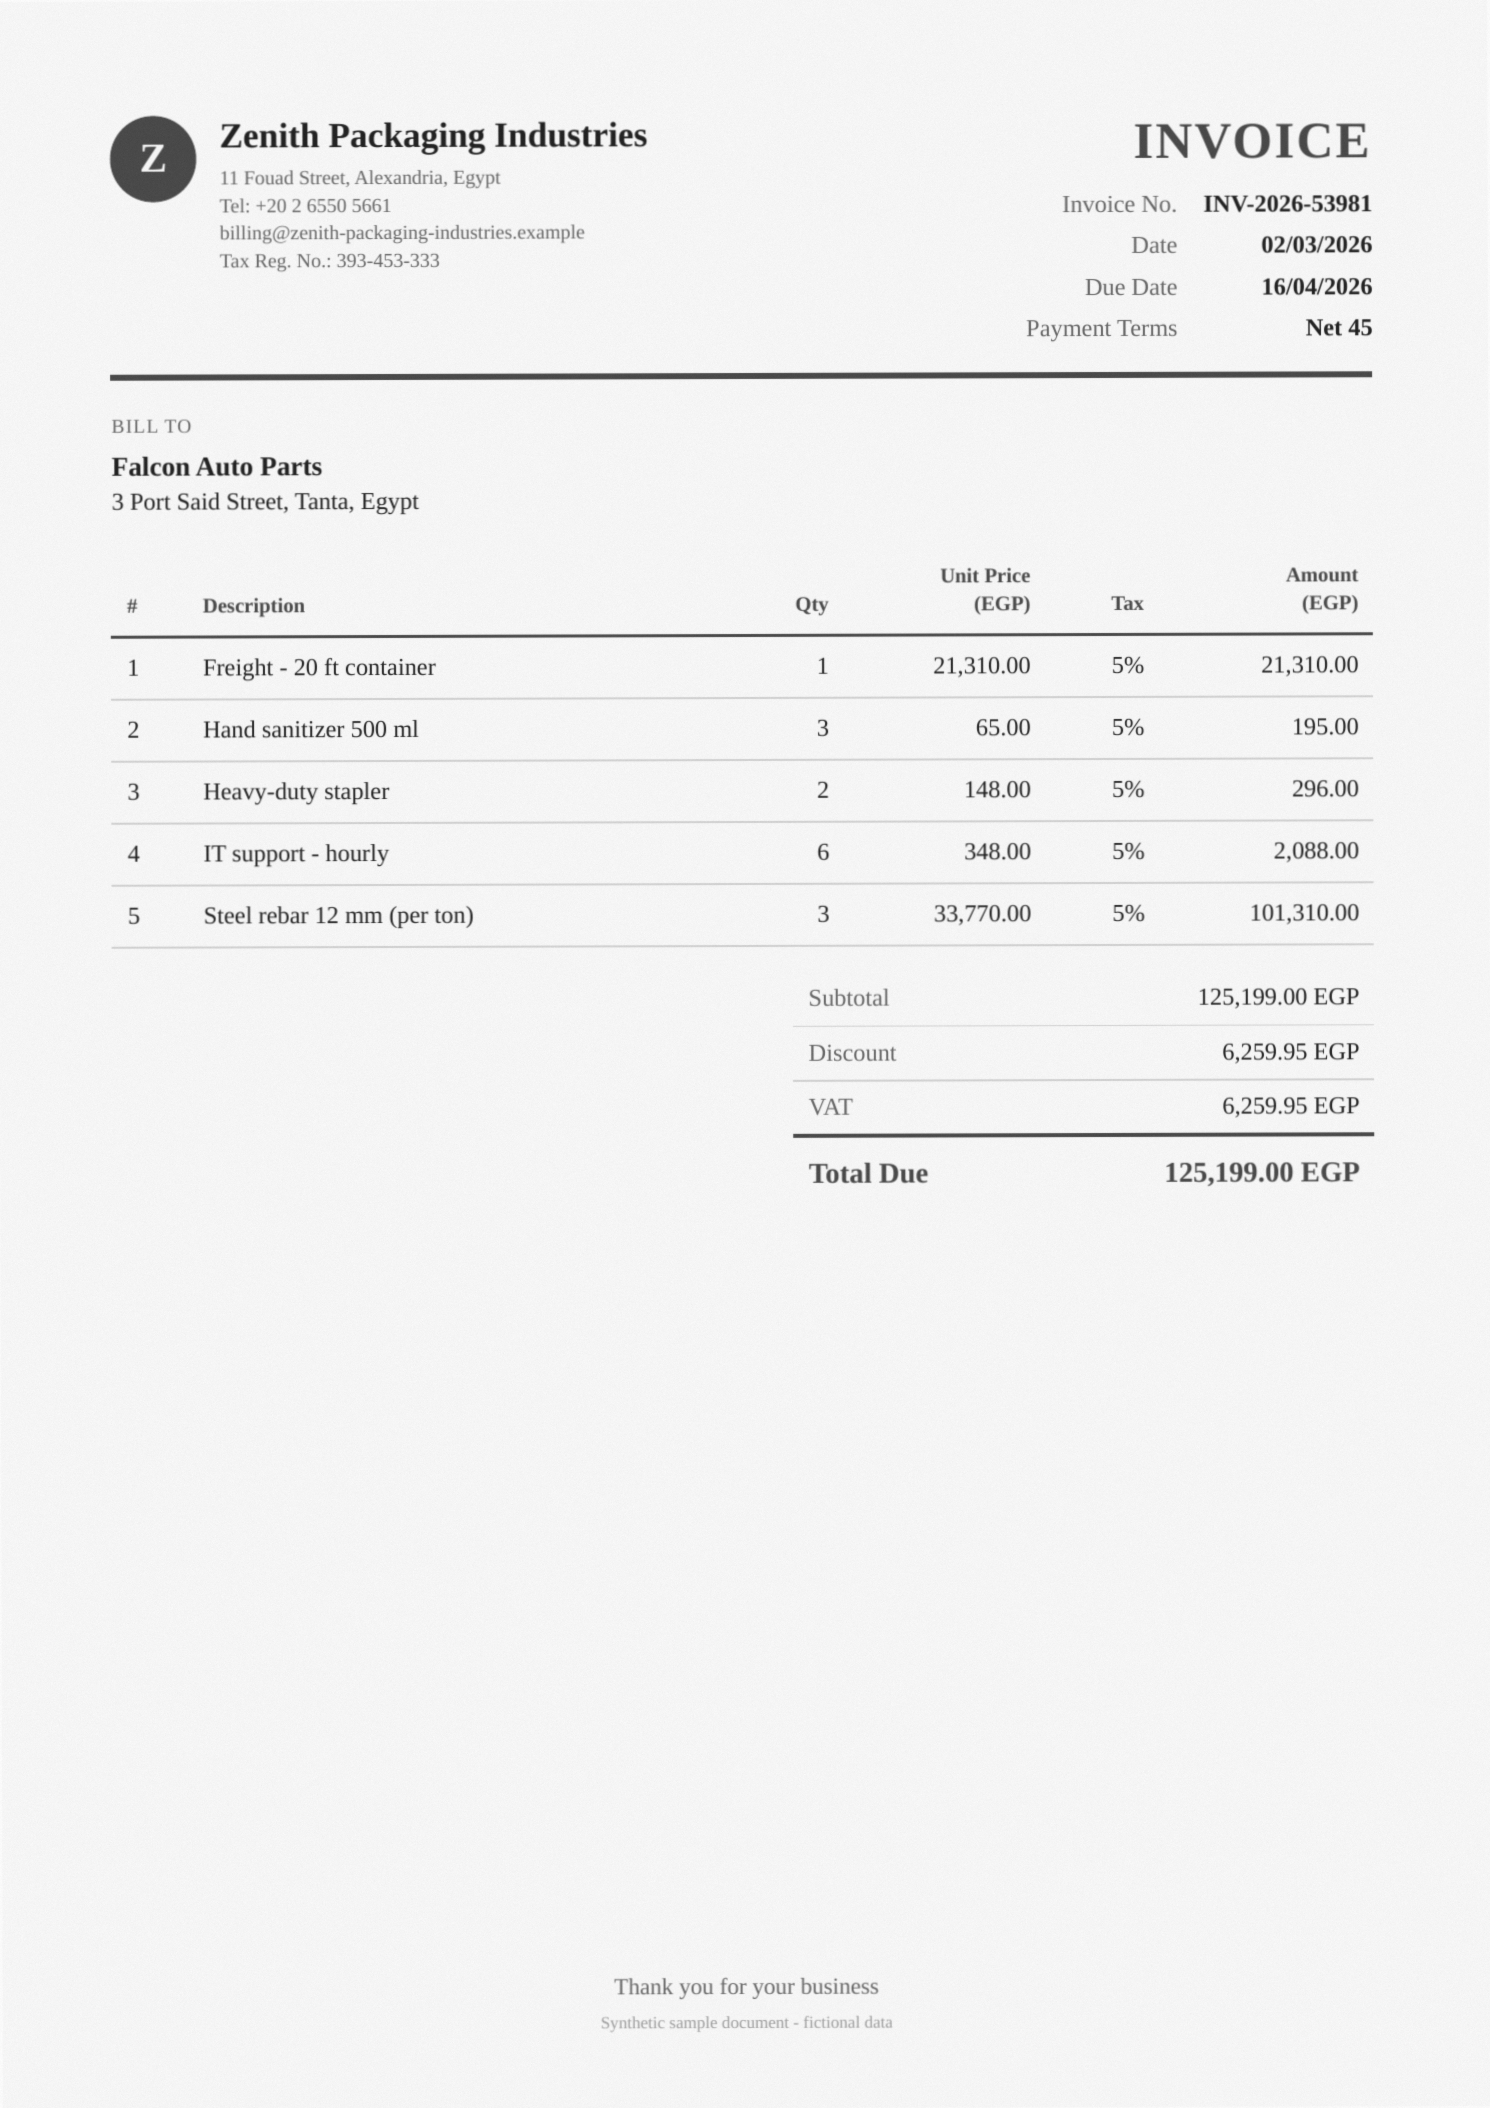 Z
Zenith Packaging Industries
11 Fouad Street, Alexandria, Egypt
Tel: +20 2 6550 5661
billing@zenith-packaging-industries.example
Tax Reg. No.: 393-453-333
INVOICE
Invoice No. INV-2026-53981
Date 02/03/2026
Due Date 16/04/2026
Payment Terms Net 45
BILL TO
Falcon Auto Parts
3 Port Said Street, Tanta, Egypt
# Description Qty Unit Price (EGP) Tax Amount (EGP)
1 Freight - 20 ft container 1 21,310.00 5% 21,310.00
2 Hand sanitizer 500 ml 3 65.00 5% 195.00
3 Heavy-duty stapler 2 148.00 5% 296.00
4 IT support - hourly 6 348.00 5% 2,088.00
5 Steel rebar 12 mm (per ton) 3 33,770.00 5% 101,310.00
Subtotal 125,199.00 EGP
Discount 6,259.95 EGP
VAT 6,259.95 EGP
Total Due 125,199.00 EGP
Thank you for your business
Synthetic sample document - fictional data